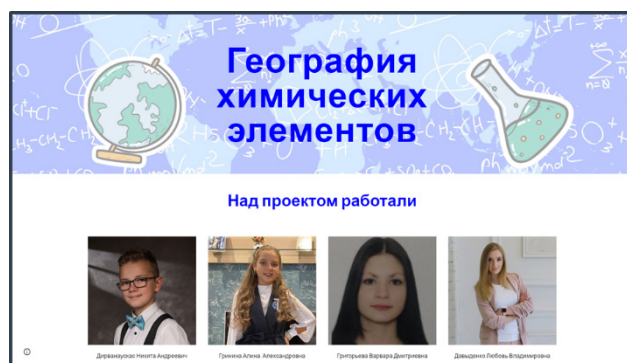 География
химических
элементов
Над проектом работали
Дирванаускас Никита Андреевич
Гринина Алина Александровна
Григорьева Варвара Дмитриевна
Давыденко Любовь Владимировна